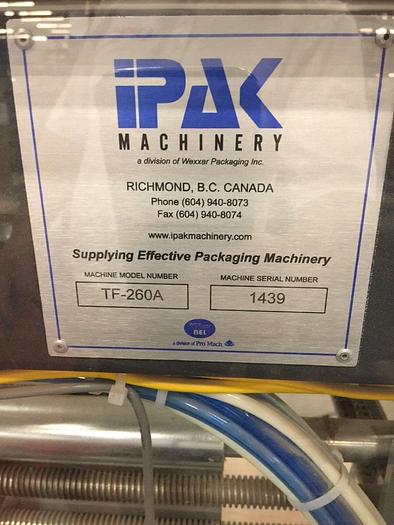 iPAK
MACHINERY
a division of Wexxar Packaging Inc.
RICHMOND, B.C. CANADA
Phone (604) 940-8073
Fax (604) 940-8074
www.ipakmachinery.com
Supplying Effective Packaging Machinery
MACHINE MODEL NUMBER
TF-260A
MACHINE SERIAL NUMBER
1439
BEL
a division of Pro Mach